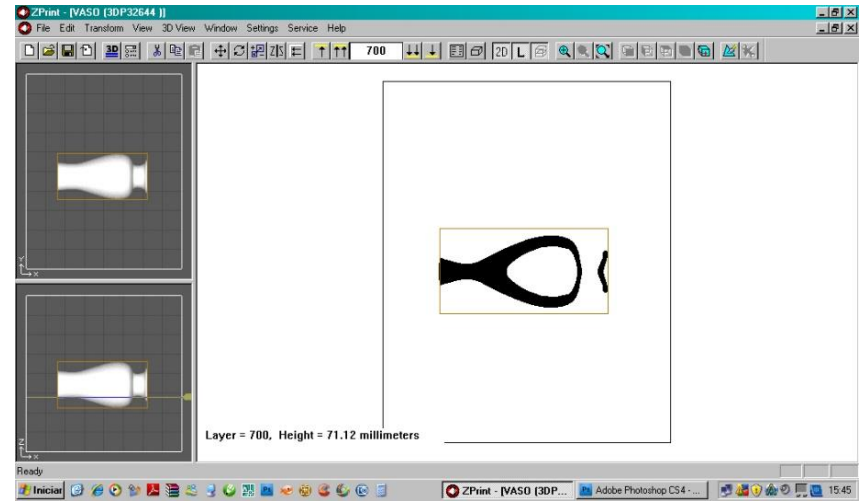 ZPrint - [VASO (3DP32644 )]
File Edit Transform View 3D View Window Settings Service Help
3D 700 2D L
Y
X
Z
X
Layer = 700, Height = 71.12 millimeters
Ready
Iniciar ZPrint - [VASO (3DP... Adobe Photoshop CS4 - ... 15:45